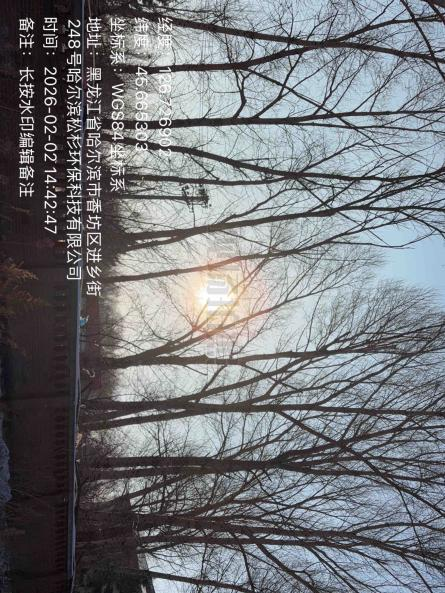 经度：126.766902
纬度：45.665303
坐标系：WGS84坐标系
地址：黑龙江省哈尔滨市香坊区进乡街
248号哈尔滨松杉环保科技有限公司
时间：2026-02-02 14:42:47
备注：长按水印编辑备注